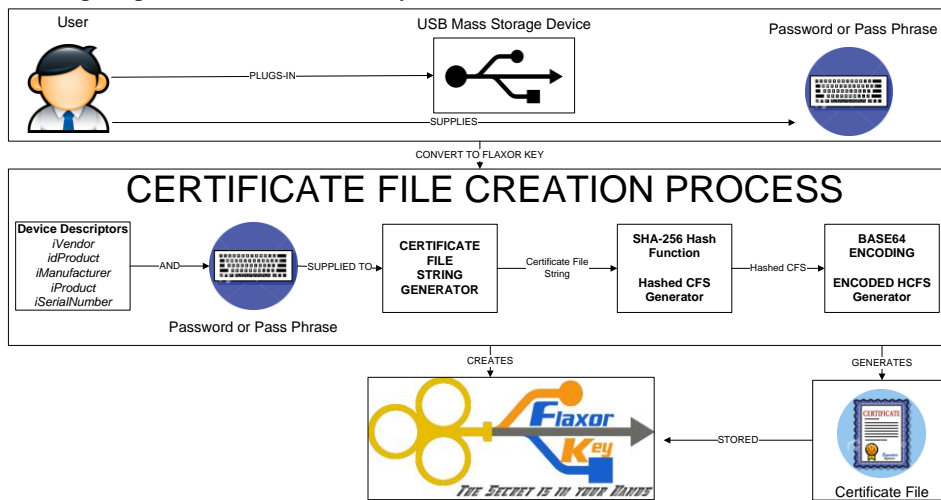 User
USB Mass Storage Device
Password or Pass Phrase
PLUGS-IN
SUPPLIES
CONVERT TO FLAXOR KEY
CERTIFICATE FILE CREATION PROCESS
Device Descriptors
iVendor
idProduct
iManufacturer
iProduct
iSerialNumber
AND
Password or Pass Phrase
SUPPLIED TO
CERTIFICATE
FILE
STRING
GENERATOR
Certificate File
String
SHA-256 Hash
Function
Hashed CFS
Generator
Hashed CFS
BASE64
ENCODING
ENCODED HCFS
Generator
CREATES
GENERATES
Flaxor
Key
The Secret is in your Hands
STORED
CERTIFICATE
Certificate File